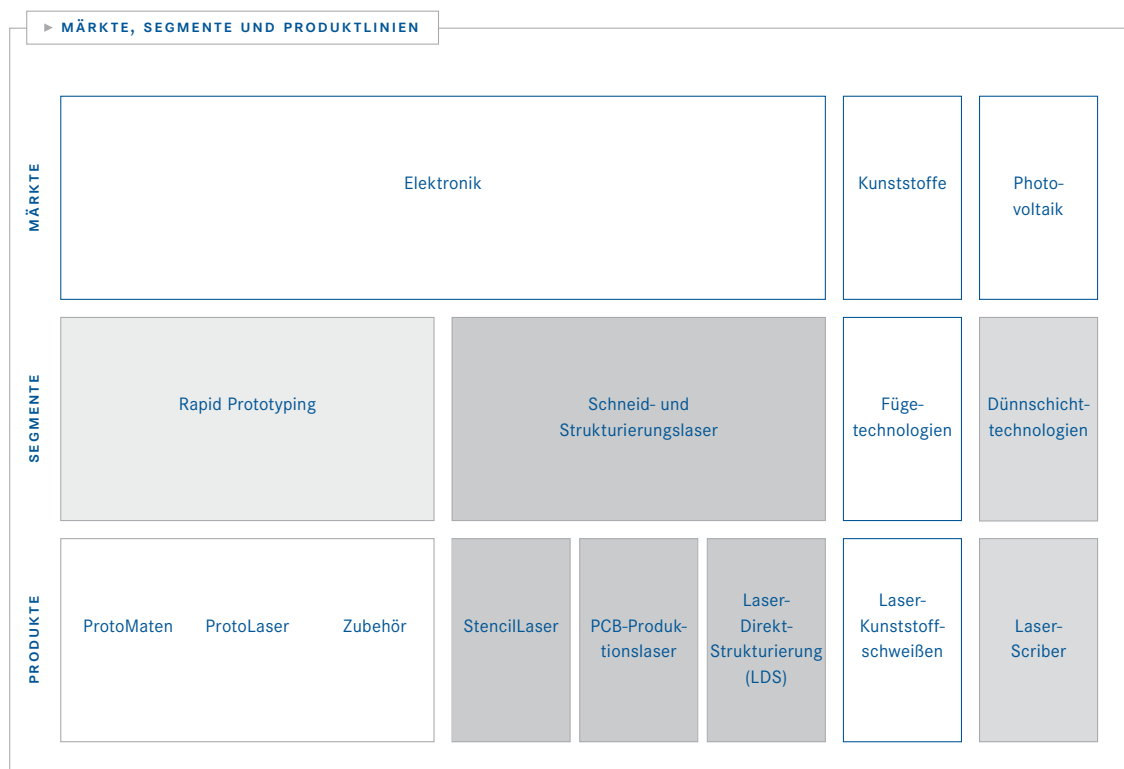 ► MÄRKTE, SEGMENTE UND PRODUKTLINIEN
MÄRKTE
Elektronik
Kunststoffe
Photo-
voltaik
SEGMENTE
Rapid Prototyping
Schneid- und
Strukturierungslaser
Füge-
technologien
Dünnschicht-
technologien
PRODUKTE
ProtoMaten
ProtoLaser
Zubehör
StencilLaser
PCB-Produk-
tionslaser
Laser-
Direkt-
Strukturierung
(LDS)
Laser-
Kunststoff-
schweißen
Laser-
Scriber